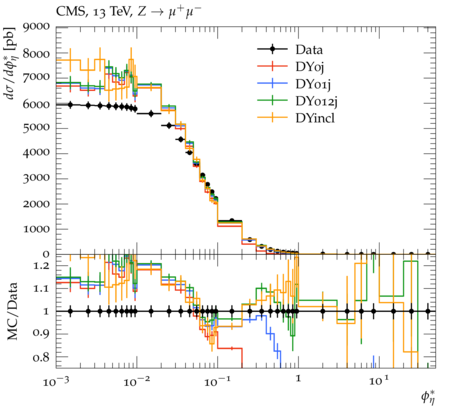 CMS, 13 TeV, Z → μ⁺μ⁻
dσ/dφ*_η [pb]
9000
8000
7000
6000
5000
4000
3000
2000
1000
0
Data
DY0j
DY01j
DY012j
DYincl
MC/Data
1.2
1.1
1
0.9
0.8
10⁻³
10⁻²
10⁻¹
1
10¹
φ*_η